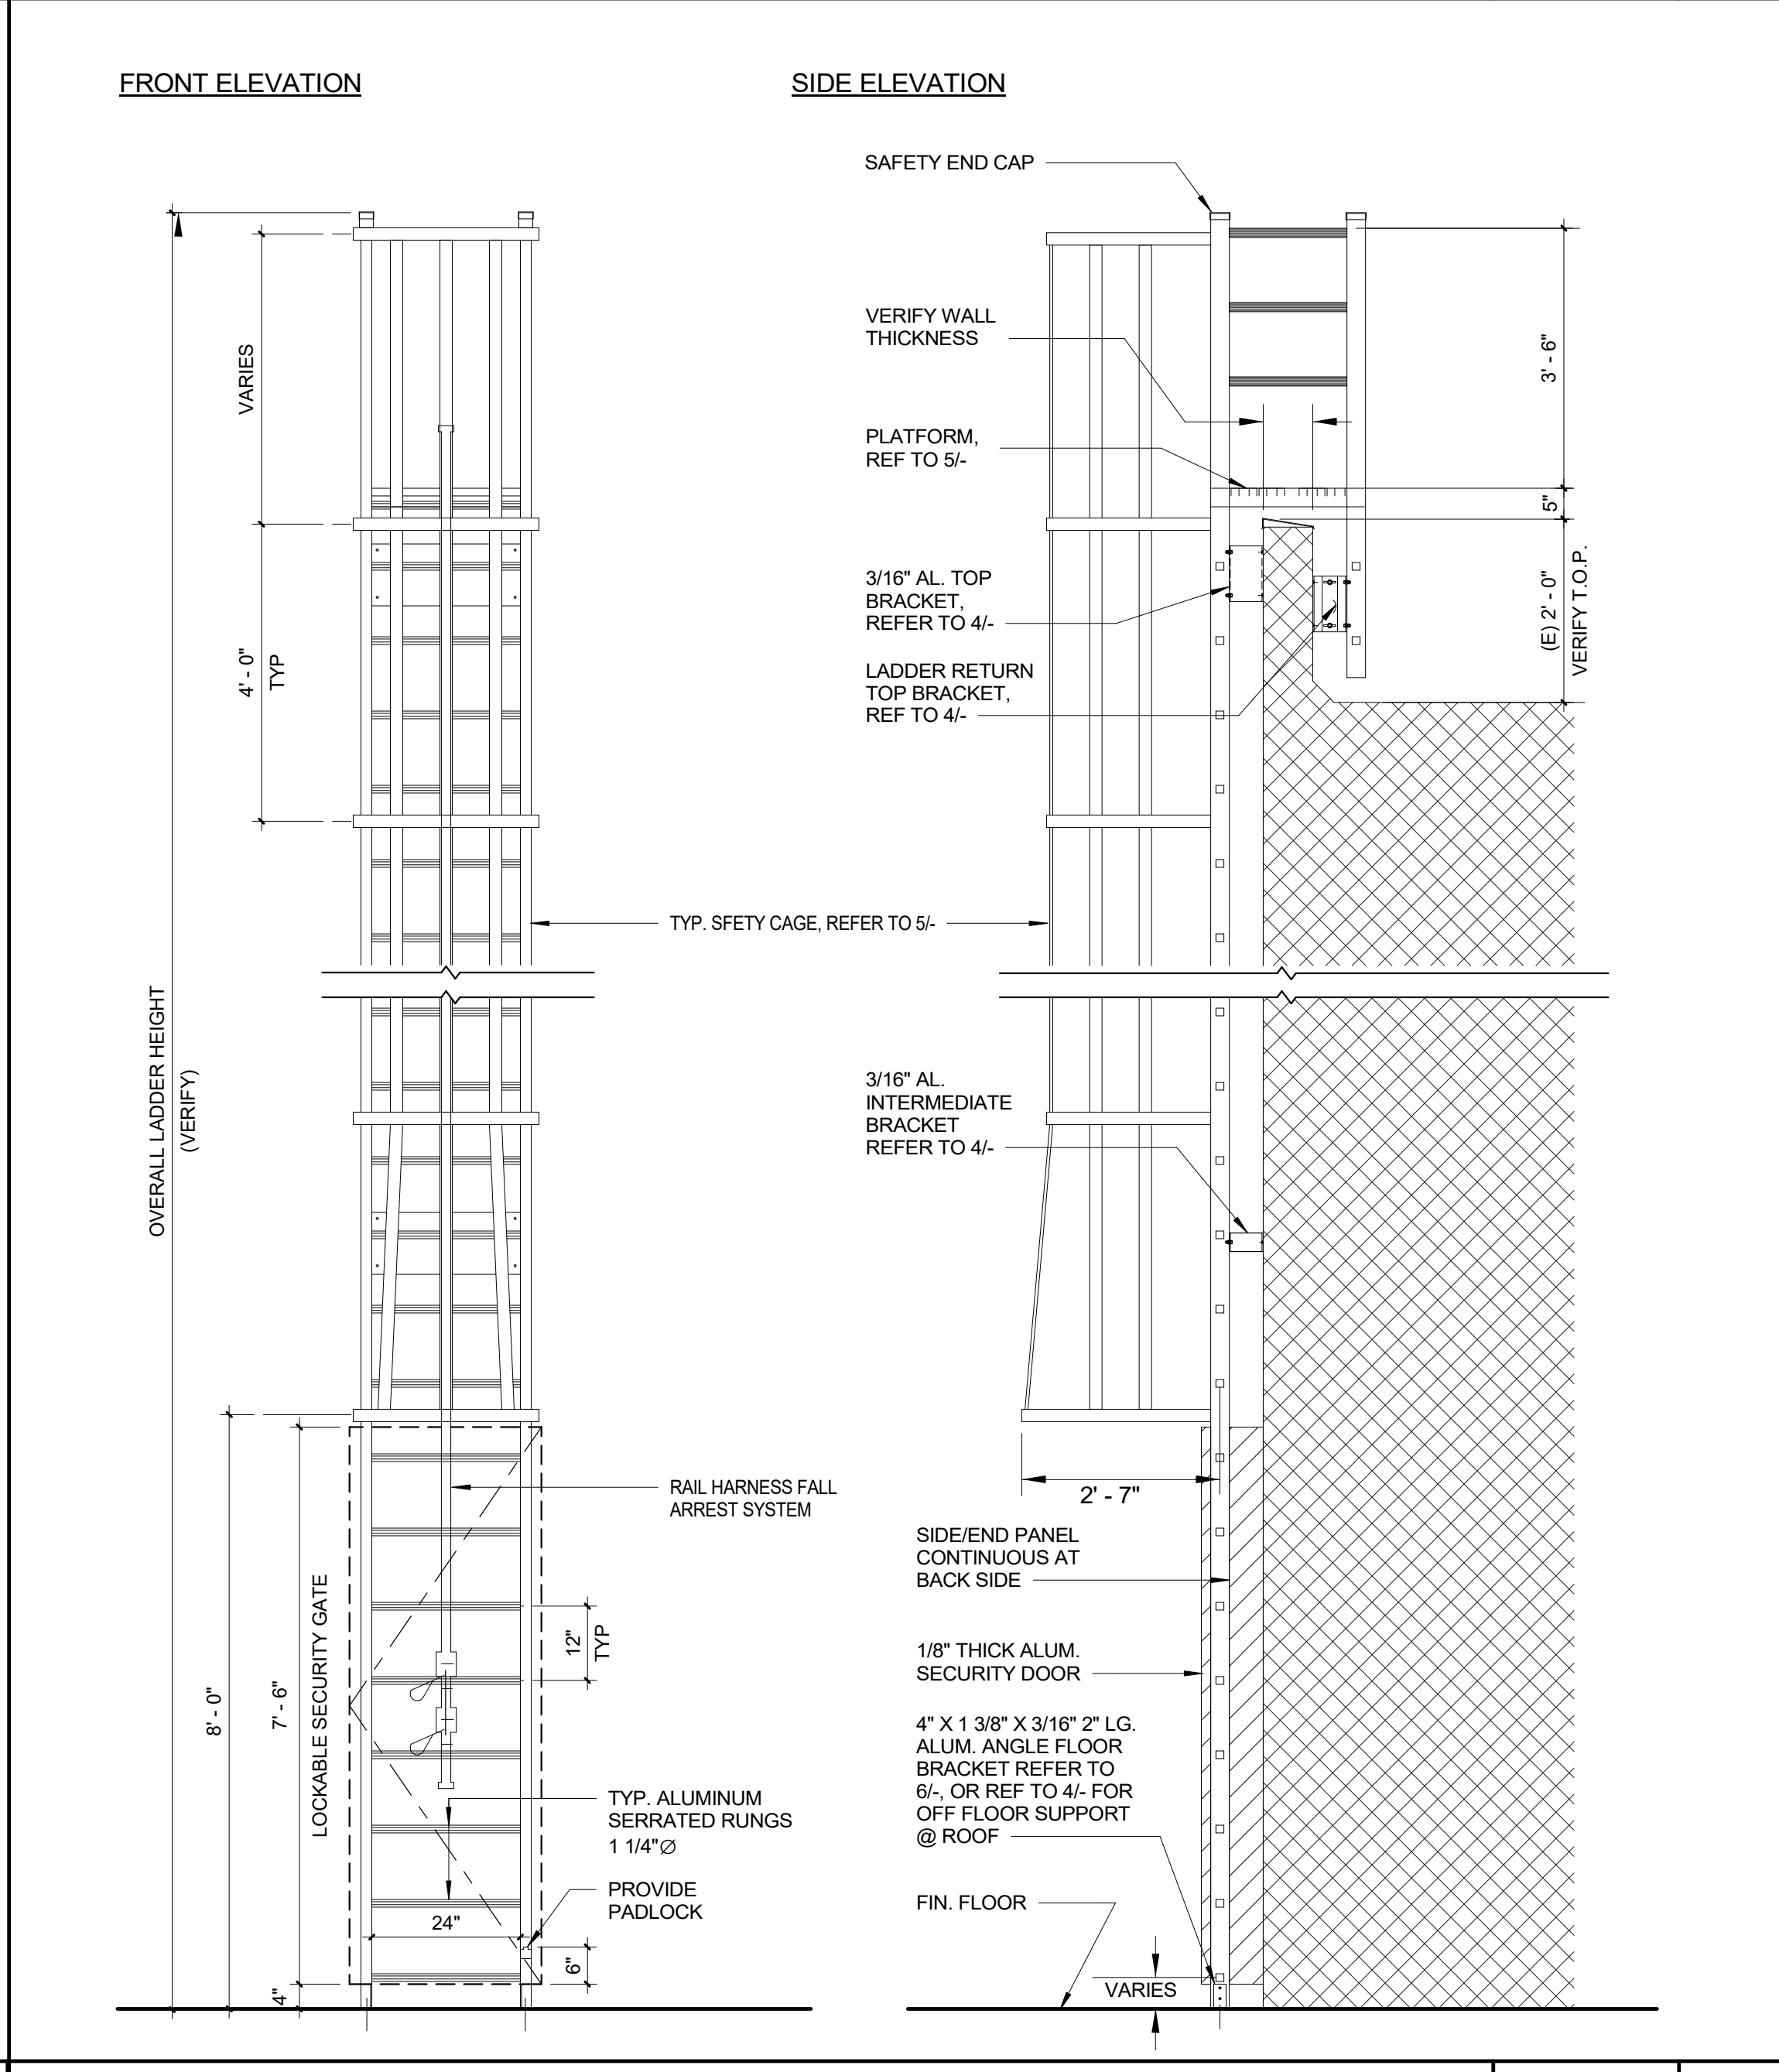 FRONT ELEVATION
SIDE ELEVATION
SAFETY END CAP
VERIFY WALL
THICKNESS
PLATFORM,
REF TO 5/-
3/16" AL. TOP
BRACKET,
REFER TO 4/-
LADDER RETURN
TOP BRACKET,
REF TO 4/-
3' - 6"
5"
(E) 2' - 0"
VERIFY T.O.P.
VARIES
4' - 0"
TYP
TYP. SFETY CAGE, REFER TO 5/-
OVERALL LADDER HEIGHT
(VERIFY)
3/16" AL.
INTERMEDIATE
BRACKET
REFER TO 4/-
RAIL HARNESS FALL
ARREST SYSTEM
2' - 7"
SIDE/END PANEL
CONTINUOUS AT
BACK SIDE
12"
TYP
8' - 0"
7' - 6"
LOCKABLE SECURITY GATE
1/8" THICK ALUM.
SECURITY DOOR
4" X 1 3/8" X 3/16" 2" LG.
ALUM. ANGLE FLOOR
BRACKET REFER TO
6/-, OR REF TO 4/- FOR
OFF FLOOR SUPPORT
@ ROOF
TYP. ALUMINUM
SERRATED RUNGS
1 1/4"∅
PROVIDE
PADLOCK
24"
6"
4"
FIN. FLOOR
VARIES